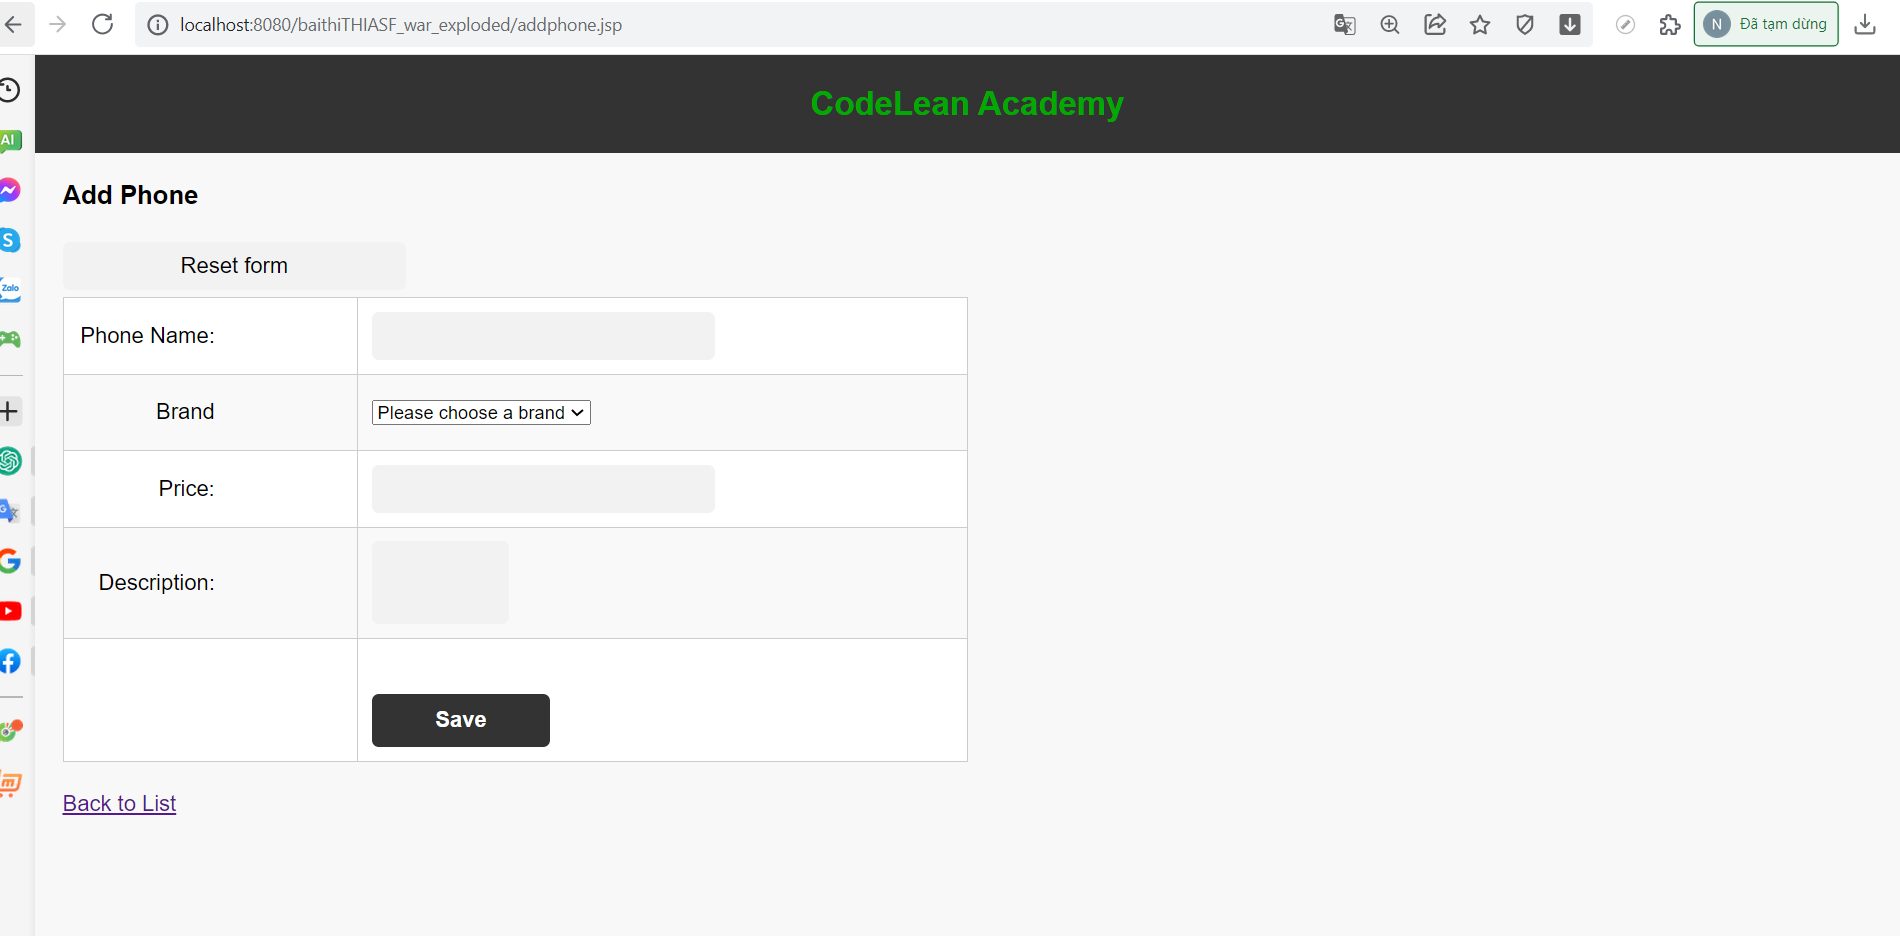 localhost:8080/baithiTHIASF_war_exploded/addphone.jsp
N Đã tạm dừng
AI
S
Zalo
CodeLean Academy
Add Phone
Reset form
Phone Name:
Brand Please choose a brand
Price:
Description:
Save
Back to List